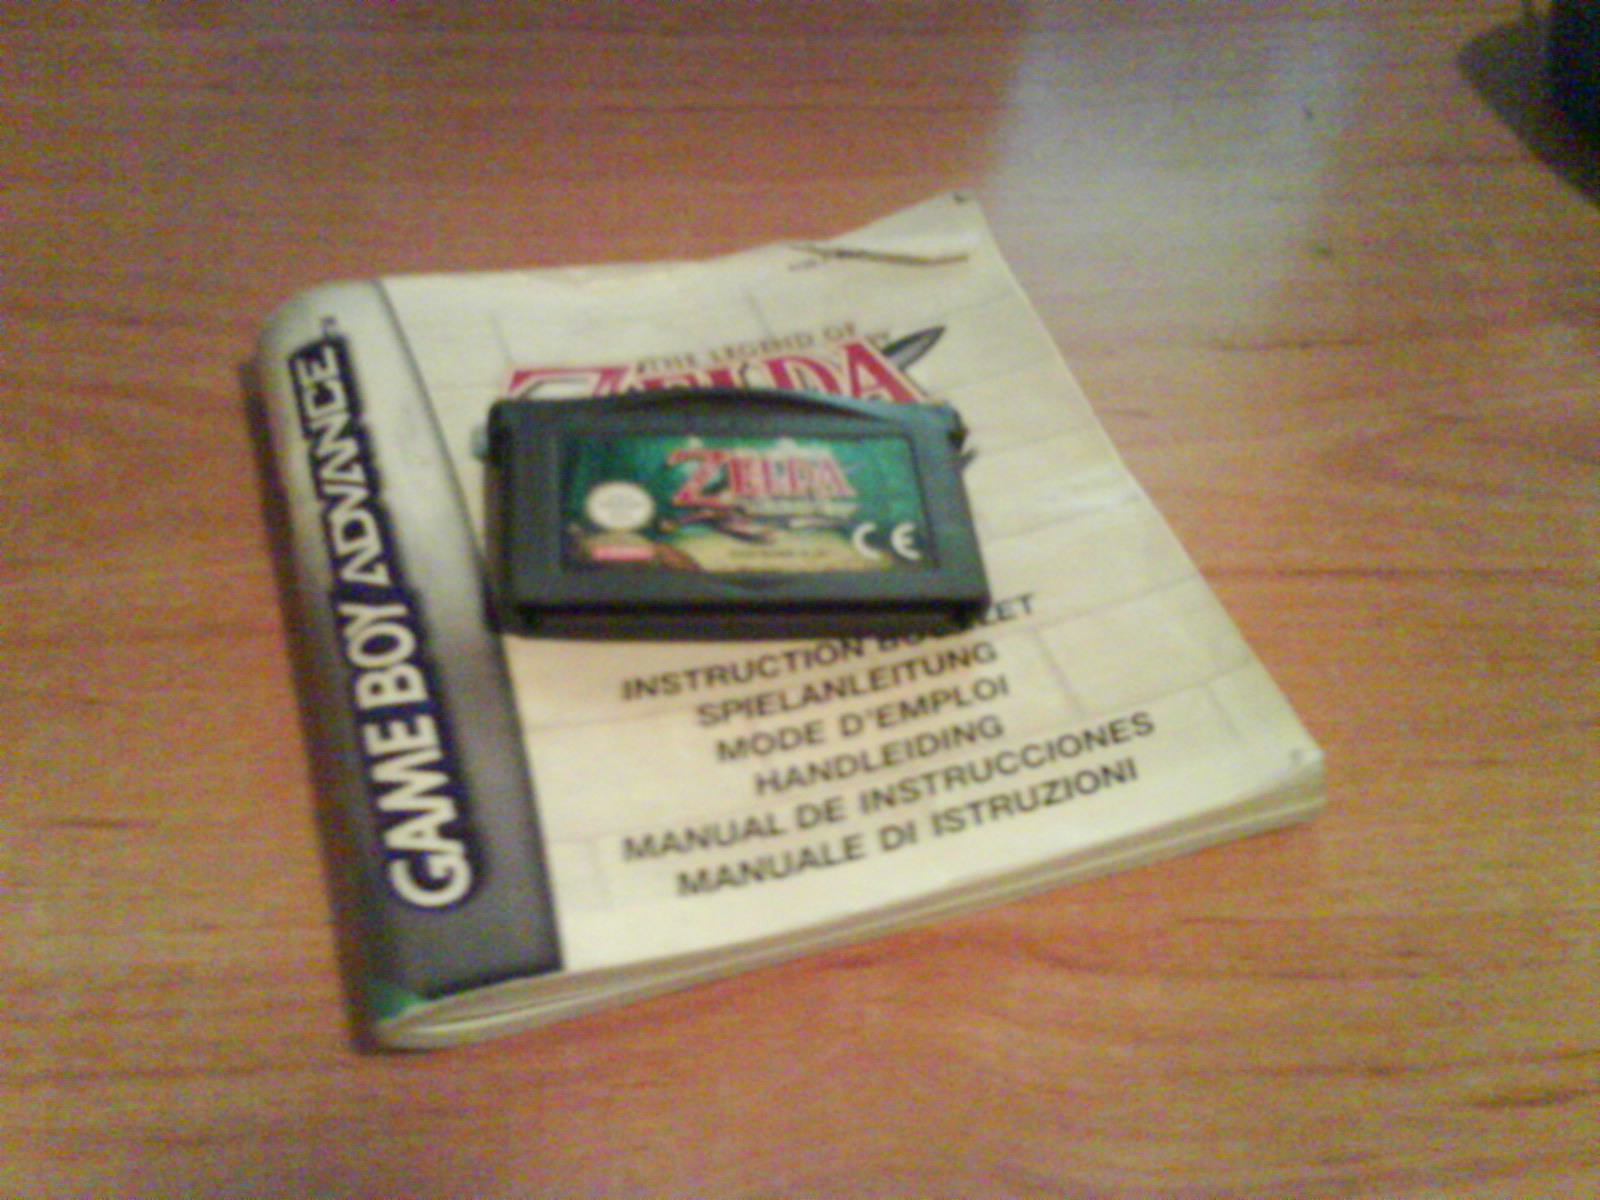 GAME BOY ADVANCE
THE LEGEND OF
ZELDA
ZELDA
CE
INSTRUCTION BOOKLET
SPIELANLEITUNG
MODE D'EMPLOI
HANDLEIDING
MANUAL DE INSTRUCCIONES
MANUALE DI ISTRUZIONI